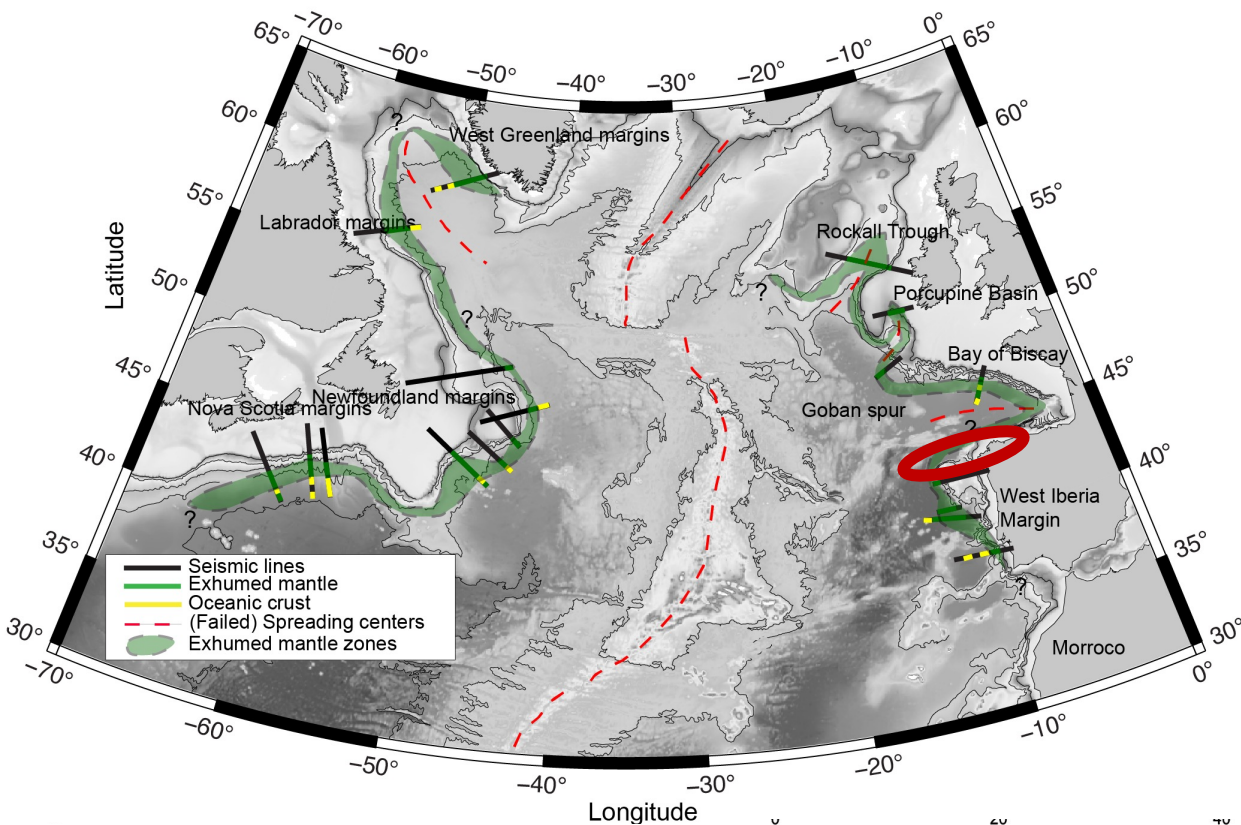 −70°
−60°
−50°
−40°
−30°
−20°
−10°
0°
65°
65°
60°
60°
55°
55°
50°
50°
45°
45°
40°
40°
35°
35°
30°
30°
Latitude
?
West Greenland margins
Labrador margins
Rockall Trough
?
Porcupine Basin
?
Bay of Biscay
Newfoundland margins
Nova Scotia margins
Goban spur
?
West Iberia
Margin
?
?
Morroco
Seismic lines
Exhumed mantle
Oceanic crust
(Failed) Spreading centers
Exhumed mantle zones
−70°
−60°
−50°
−40°
−30°
−20°
−10°
0°
Longitude